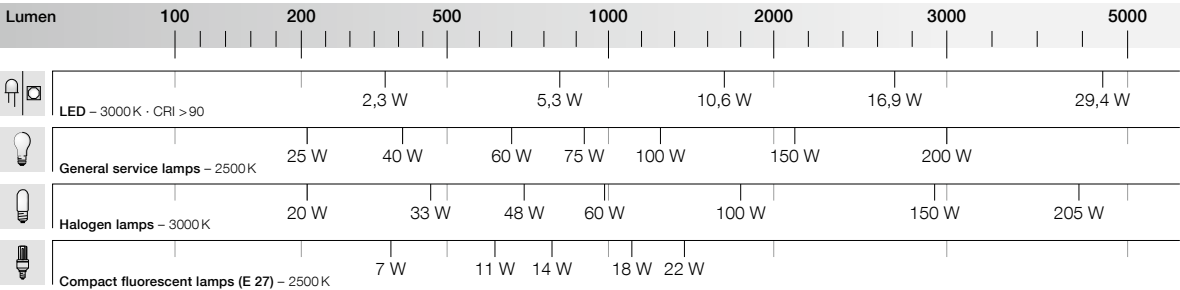 Lumen 100 200 500 1000 2000 3000 5000
2,3 W 5,3 W 10,6 W 16,9 W 29,4 W
LED – 3000 K · CRI > 90
25 W 40 W 60 W 75 W 100 W 150 W 200 W
General service lamps – 2500 K
20 W 33 W 48 W 60 W 100 W 150 W 205 W
Halogen lamps – 3000 K
7 W 11 W 14 W 18 W 22 W
Compact fluorescent lamps (E 27) – 2500 K